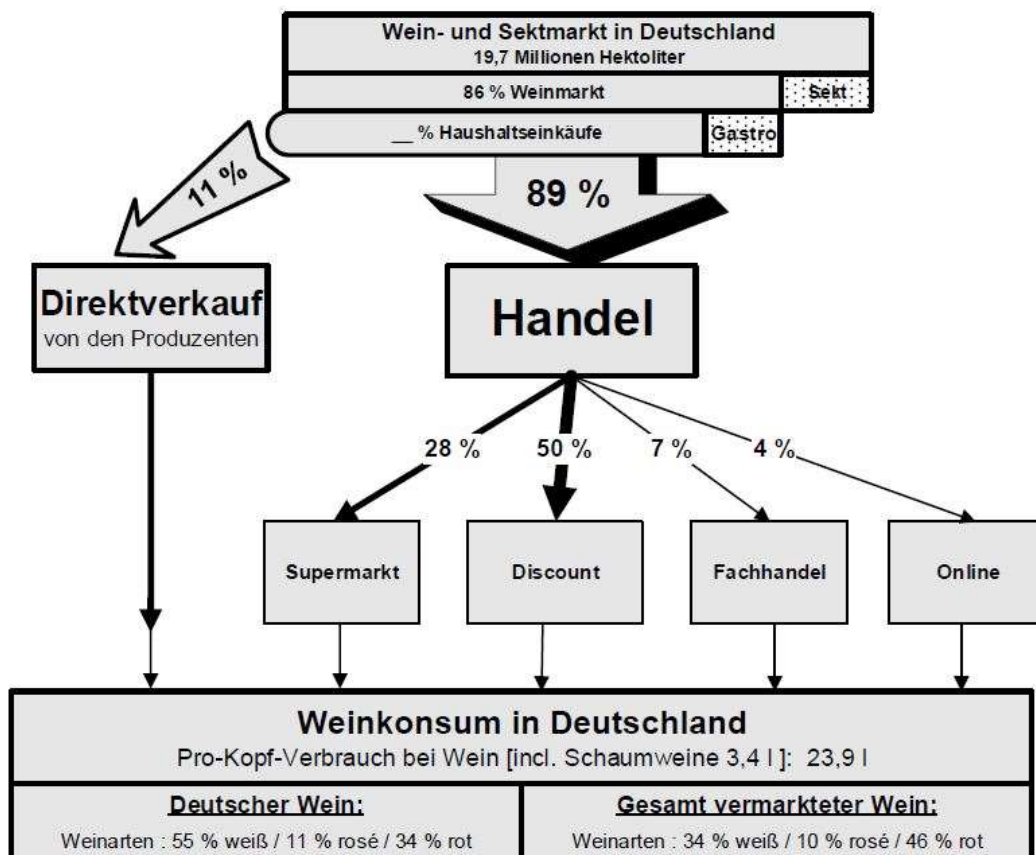 Wein- und Sektmarkt in Deutschland
19,7 Millionen Hektoliter
86 % Weinmarkt
Sekt
__ % Haushaltseinkäufe
Gastro
11 %
89 %
Direktverkauf
von den Produzenten
Handel
28 %
50 %
7 %
4 %
Supermarkt
Discount
Fachhandel
Online
Weinkonsum in Deutschland
Pro-Kopf-Verbrauch bei Wein [incl. Schaumweine 3,4 l ]: 23,9 l
Deutscher Wein:
Weinarten : 55 % weiß / 11 % rosé / 34 % rot
Gesamt vermarkteter Wein:
Weinarten : 34 % weiß / 10 % rosé / 46 % rot